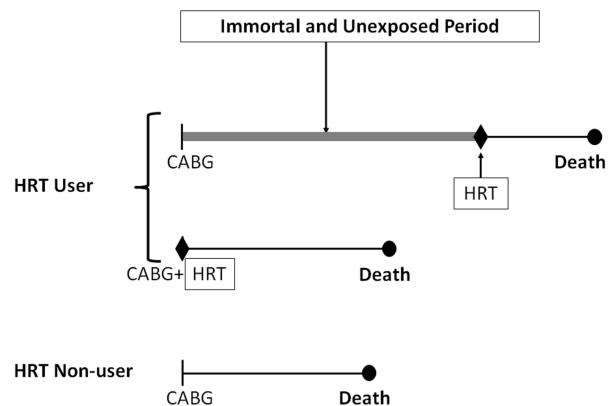 Immortal and Unexposed Period
CABG
Death
HRT
HRT User
CABG+ HRT
Death
HRT Non-user
CABG
Death